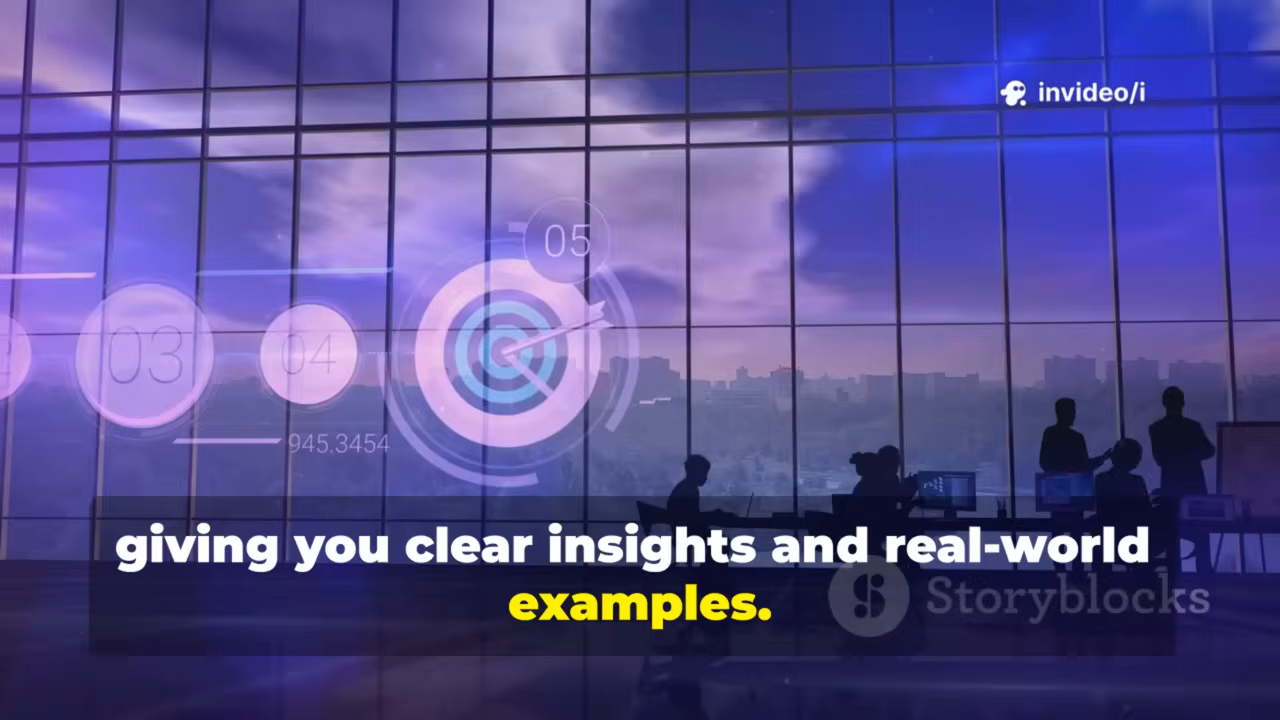 invideo/i
05
03
04
945.3454
giving you clear insights and real-world
examples.
Storyblocks